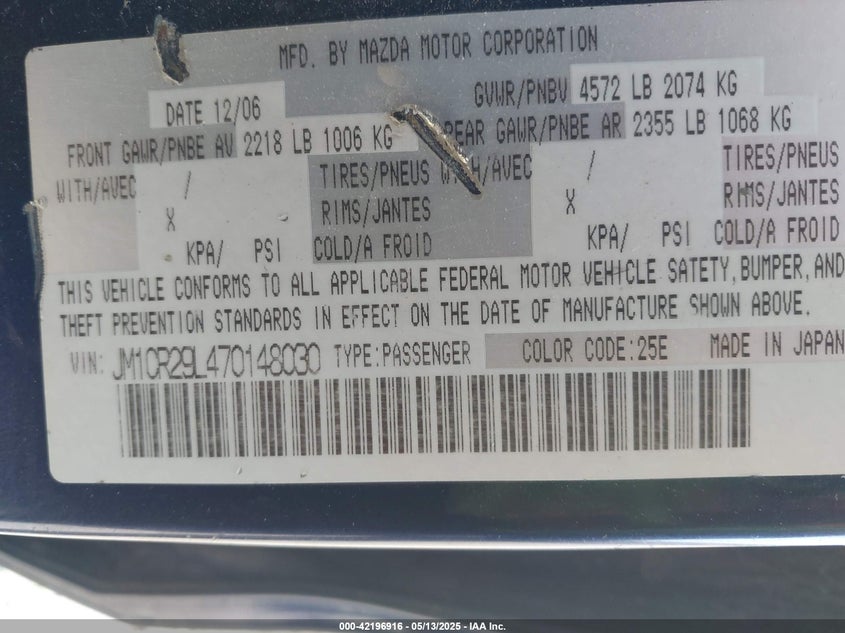 MFD. BY MAZDA MOTOR CORPORATION
DATE 12/06 GVWR/PNBV 4572 LB 2074 KG
FRONT GAWR/PNBE AV 2218 LB 1006 KG REAR GAWR/PNBE AR 2355 LB 1068 KG
WITH/AVEC / TIRES/PNEUS WITH/AVEC / TIRES/PNEUS
X RIMS/JANTES X RIMS/JANTES
KPA/ PSI COLD/A FROID KPA/ PSI COLD/A FROID
THIS VEHICLE CONFORMS TO ALL APPLICABLE FEDERAL MOTOR VEHICLE SAFETY, BUMPER, AND
THEFT PREVENTION STANDARDS IN EFFECT ON THE DATE OF MANUFACTURE SHOWN ABOVE.
VIN: JM1CR29L470148030 TYPE:PASSENGER COLOR CODE:25E MADE IN JAPAN
000-42196916 - 05/13/2025 - IAA Inc.